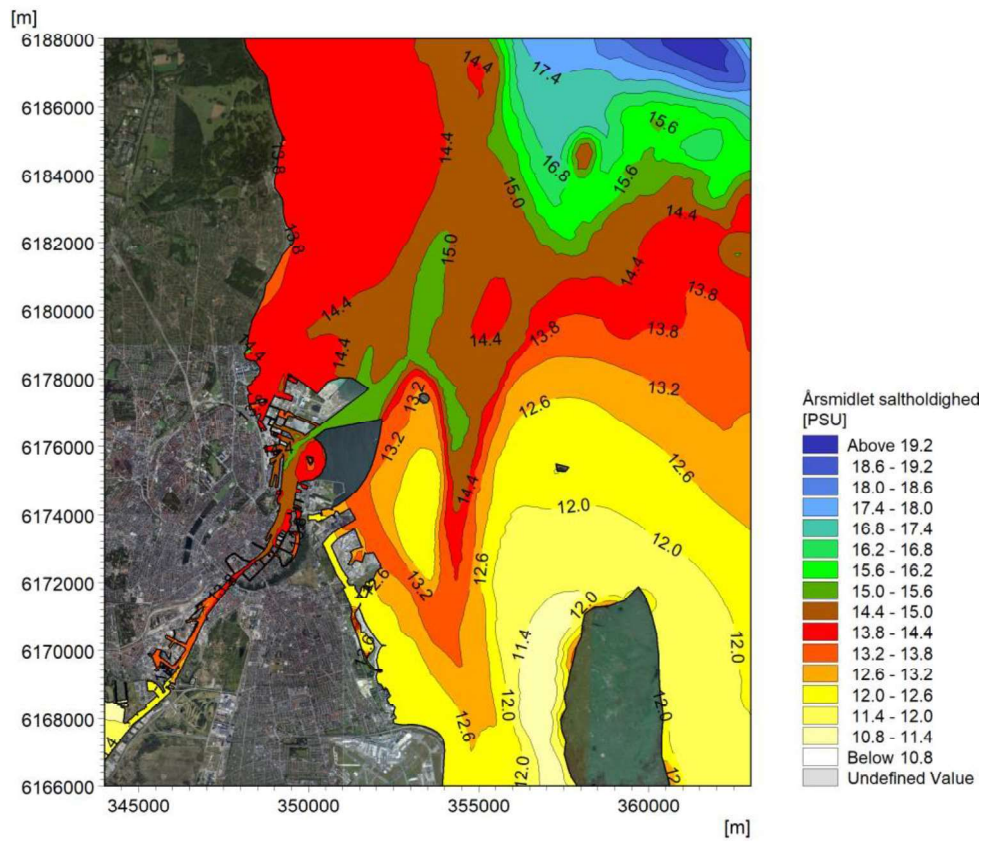 [m]
6188000
6186000
6184000
6182000
6180000
6178000
6176000
6174000
6172000
6170000
6168000
6166000
345000
350000
355000
360000
[m]
14.4
17.4
15.6
14.4
16.8
15.6
15.0
13.8
14.4
13.8
15.0
14.4
13.8
14.4
14.4
13.8
13.8
14.4
14.4
13.2
13.2
12.6
13.2
12.6
14.4
12.0
12.0
12.6
12.6
13.2
12.0
11.4
12.0
12.0
12.0
12.6
12.0
Årsmidlet saltholdighed
[PSU]
Above 19.2
18.6 - 19.2
18.0 - 18.6
17.4 - 18.0
16.8 - 17.4
16.2 - 16.8
15.6 - 16.2
15.0 - 15.6
14.4 - 15.0
13.8 - 14.4
13.2 - 13.8
12.6 - 13.2
12.0 - 12.6
11.4 - 12.0
10.8 - 11.4
Below 10.8
Undefined Value